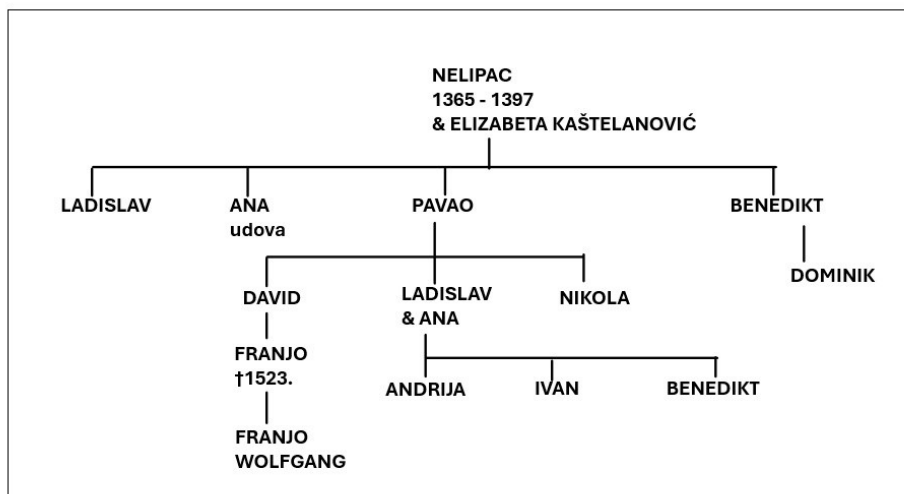 NELIPAC
1365 - 1397
& ELIZABETA KAŠTELANOVIĆ
LADISLAV
ANA
udova
PAVAO
BENEDIKT
DOMINIK
DAVID
LADISLAV
& ANA
NIKOLA
FRANJO
†1523.
ANDRIJA
IVAN
BENEDIKT
FRANJO
WOLFGANG